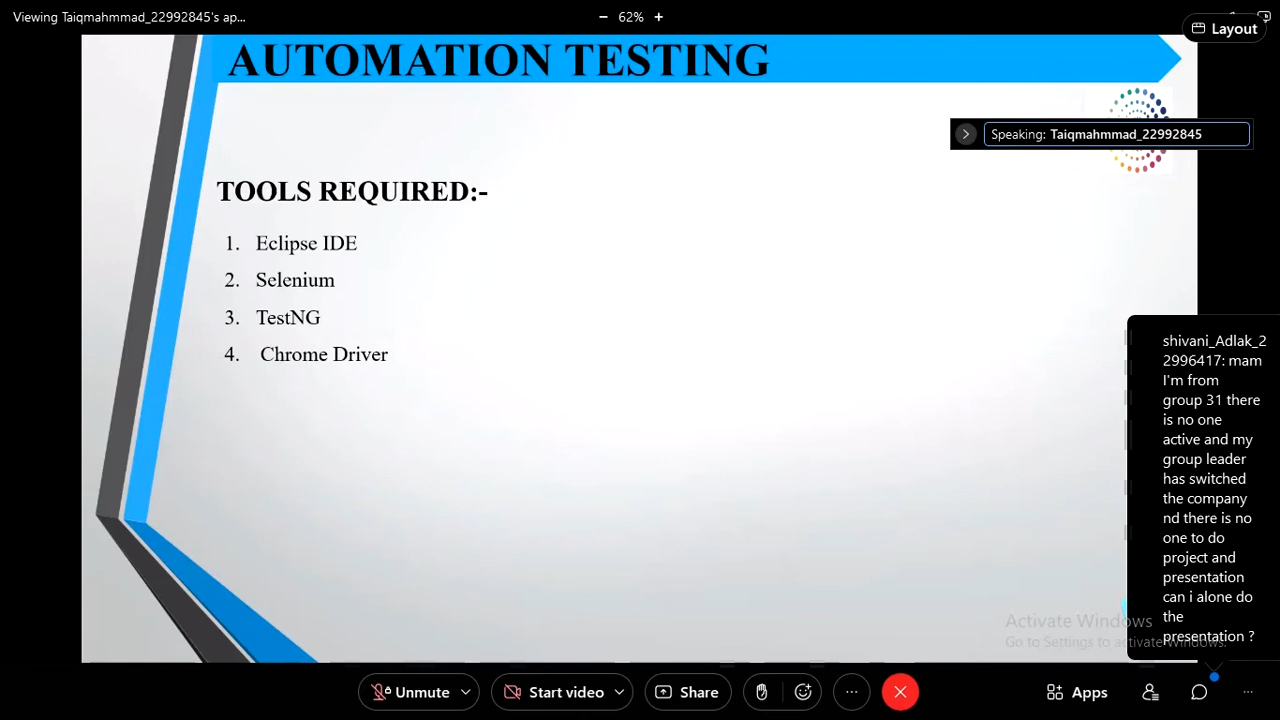 Viewing Taiqmahmmad_22992845's ap...
62%
Layout
AUTOMATION TESTING
Speaking: Taiqmahmmad_22992845
TOOLS REQUIRED:-
1. Eclipse IDE
2. Selenium
3. TestNG
4. Chrome Driver
shivani_Adlak_2
2996417: mam
I'm from
group 31 there
is no one
active and my
group leader
has switched
the company
nd there is no
one to do
project and
presentation
can i alone do
the
presentation ?
Activate Windows
Go to Settings to activate Windows.
Unmute
Start video
Share
Apps